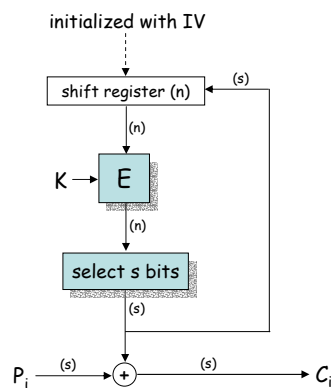 initialized with IV
(s)
shift register (n)
(n)
K
E
(n)
select s bits
(s)
Pᵢ
(s)
+
(s)
Cᵢ